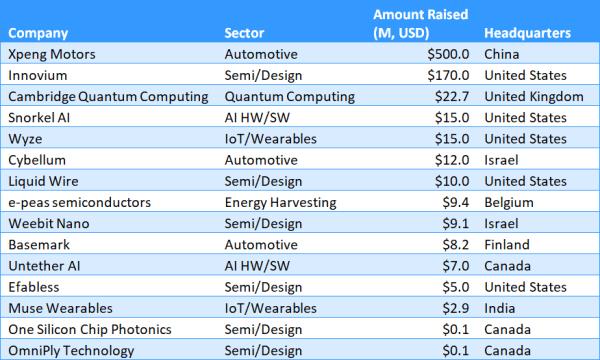 Company Sector Amount Raised (M, USD) Headquarters
Xpeng Motors Automotive $500.0 China
Innovium Semi/Design $170.0 United States
Cambridge Quantum Computing Quantum Computing $22.7 United Kingdom
Snorkel AI AI HW/SW $15.0 United States
Wyze IoT/Wearables $15.0 United States
Cybellum Automotive $12.0 Israel
Liquid Wire Semi/Design $10.0 United States
e-peas semiconductors Energy Harvesting $9.4 Belgium
Weebit Nano Semi/Design $9.1 Israel
Basemark Automotive $8.2 Finland
Untether AI AI HW/SW $7.0 Canada
Efabless Semi/Design $5.0 United States
Muse Wearables IoT/Wearables $2.9 India
One Silicon Chip Photonics Semi/Design $0.1 Canada
OmniPly Technology Semi/Design $0.1 Canada